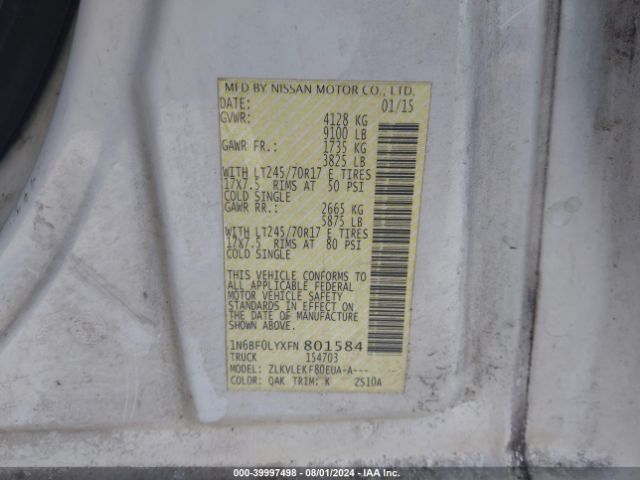 MFD BY NISSAN MOTOR CO., LTD.
DATE: 01/15
GVWR: 4128 KG
9100 LB
GAWR FR.: 1735 KG
3825 LB
WITH LT245/70R17 E TIRES
17X7.5 RIMS AT 50 PSI
COLD SINGLE
GAWR RR.: 2665 KG
5875 LB
WITH LT245/70R17 E TIRES
17X7.5 RIMS AT 80 PSI
COLD SINGLE
THIS VEHICLE CONFORMS TO
ALL APPLICABLE FEDERAL
MOTOR VEHICLE SAFETY
STANDARDS IN EFFECT ON
THE DATE OF MANUFACTURE
SHOWN ABOVE.
1N6BF0LYXFN 801584
TRUCK 154703
MODEL: ZLKVLEKF80EUA-A---
COLOR: QAK TRIM: K 2S10A
000-39997498 - 08/01/2024 - IAA Inc.